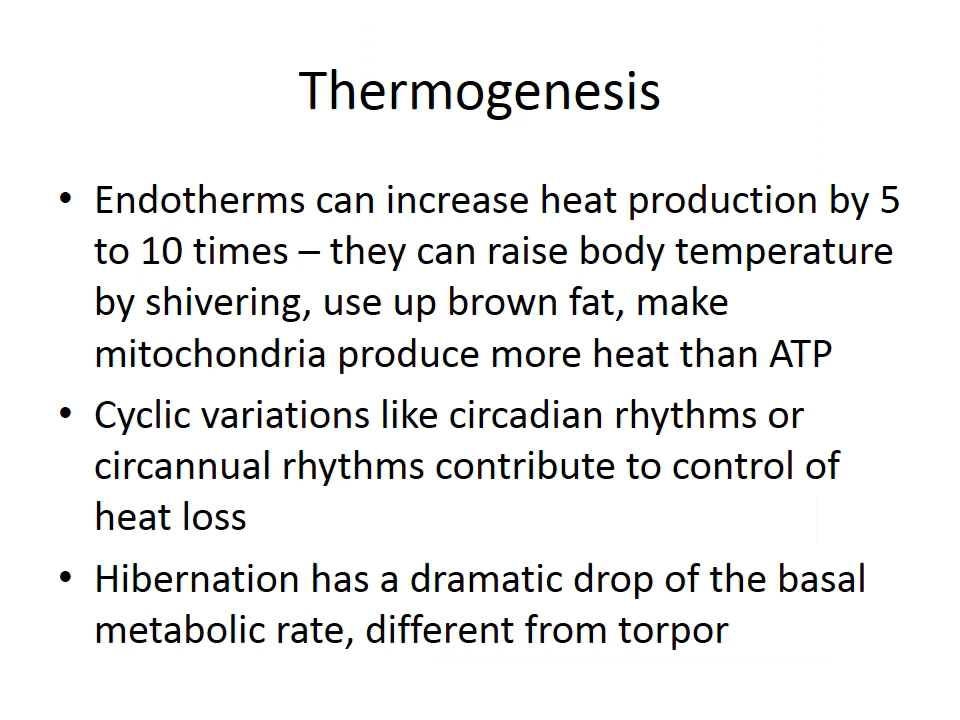 Thermogenesis
• Endotherms can increase heat production by 5
to 10 times – they can raise body temperature
by shivering, use up brown fat, make
mitochondria produce more heat than ATP
• Cyclic variations like circadian rhythms or
circannual rhythms contribute to control of
heat loss
• Hibernation has a dramatic drop of the basal
metabolic rate, different from torpor